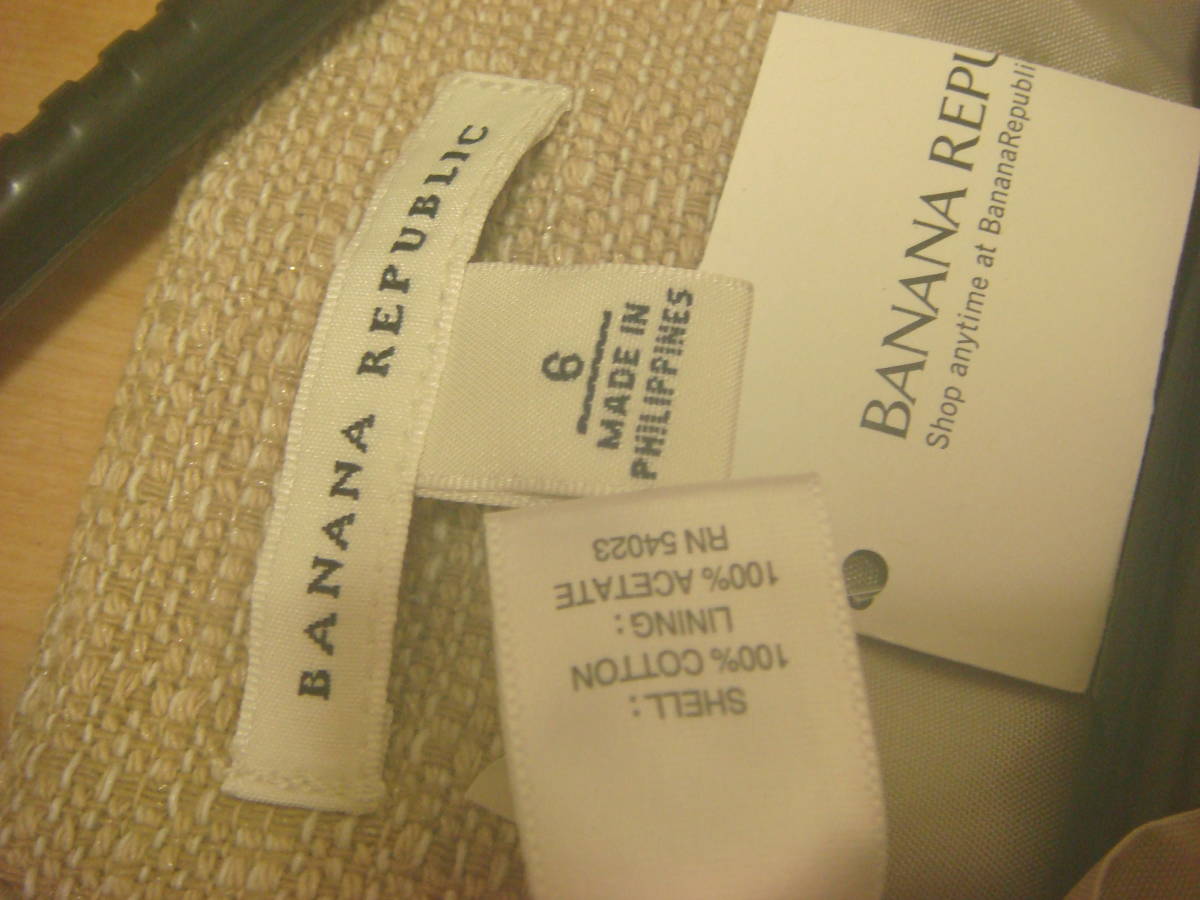 BANANA REPUBLIC
6
MADE IN
PHILIPPINES
SHELL:
100% COTTON
LINING:
100% ACETATE
RN 54023
BANANA REPU
Shop anytime at BananaRepubli